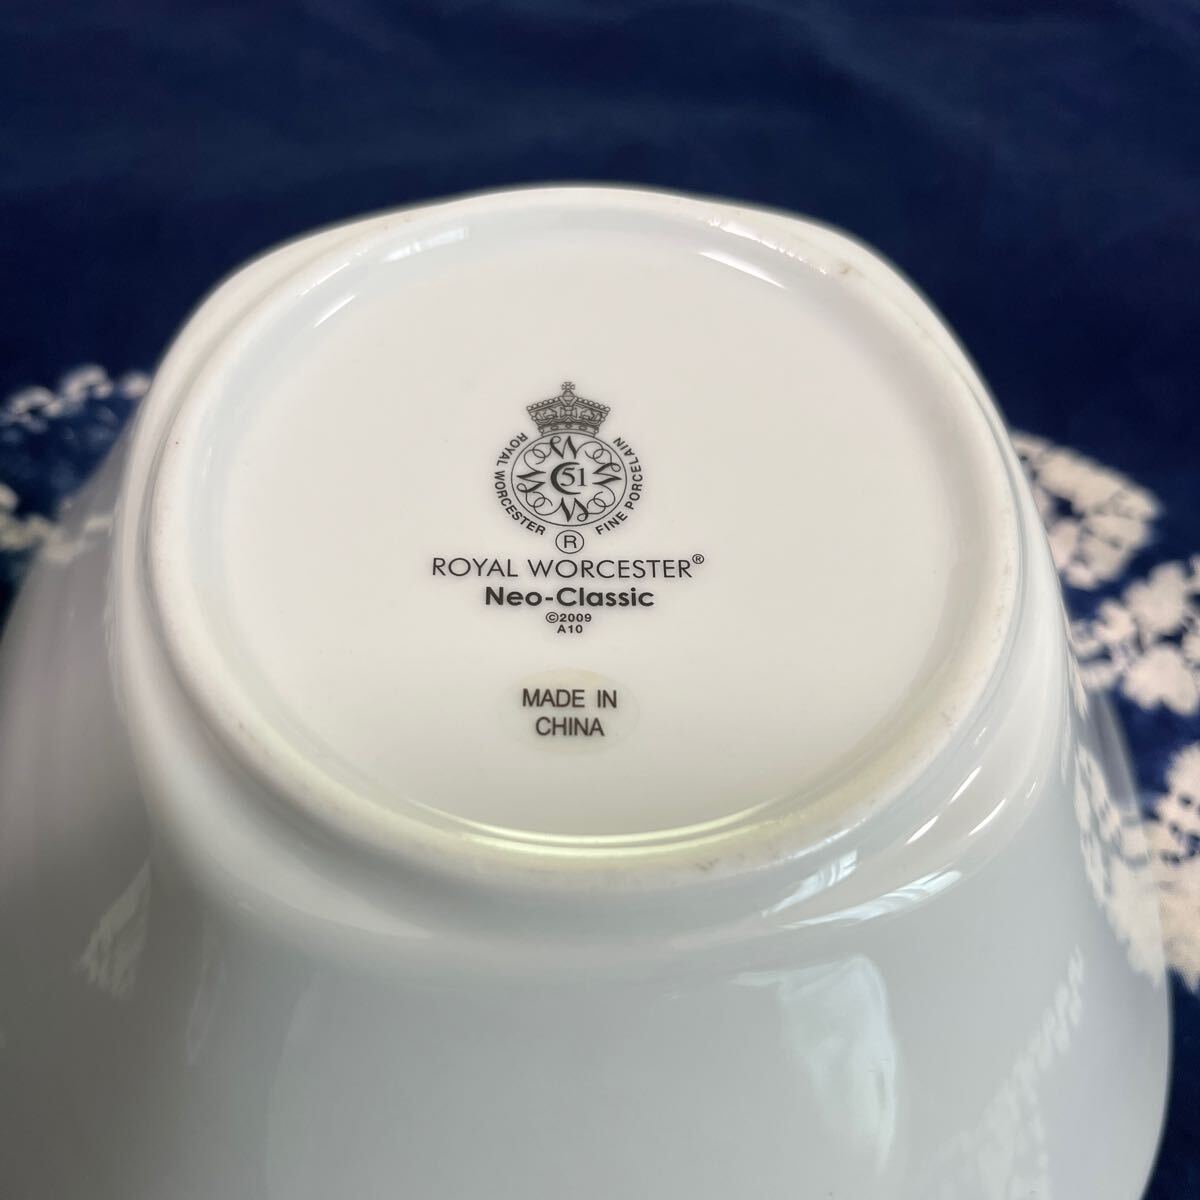 ROYAL WORCESTER
FINE PORCELAIN
51
®
ROYAL WORCESTER®
Neo-Classic
©2009
A10
MADE IN
CHINA